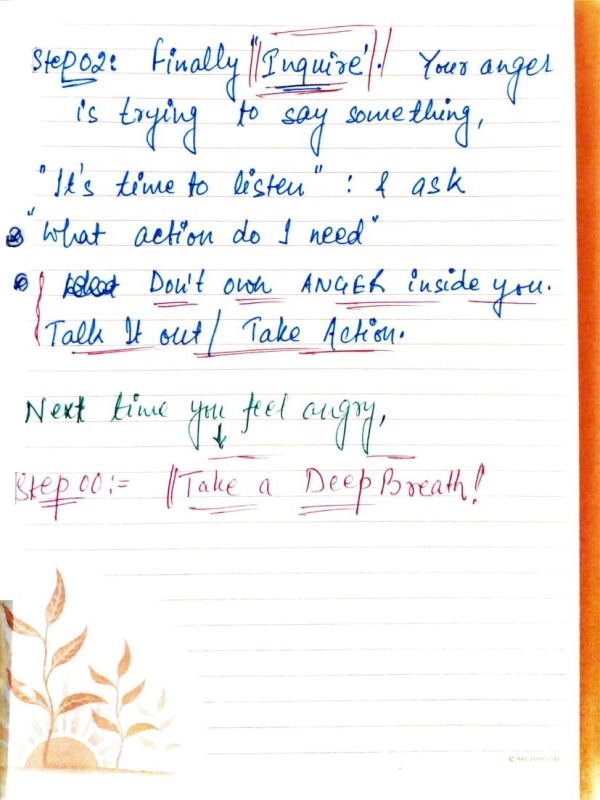 Step 02: Finally "Inquire". Your anger
is trying to say something,
"It's time to listen" : & ask
"What action do I need"
Don't own ANGER inside you.
Talk It out/ Take Action.
Next time you feel angry,
Step 00:- Take a Deep Breath!